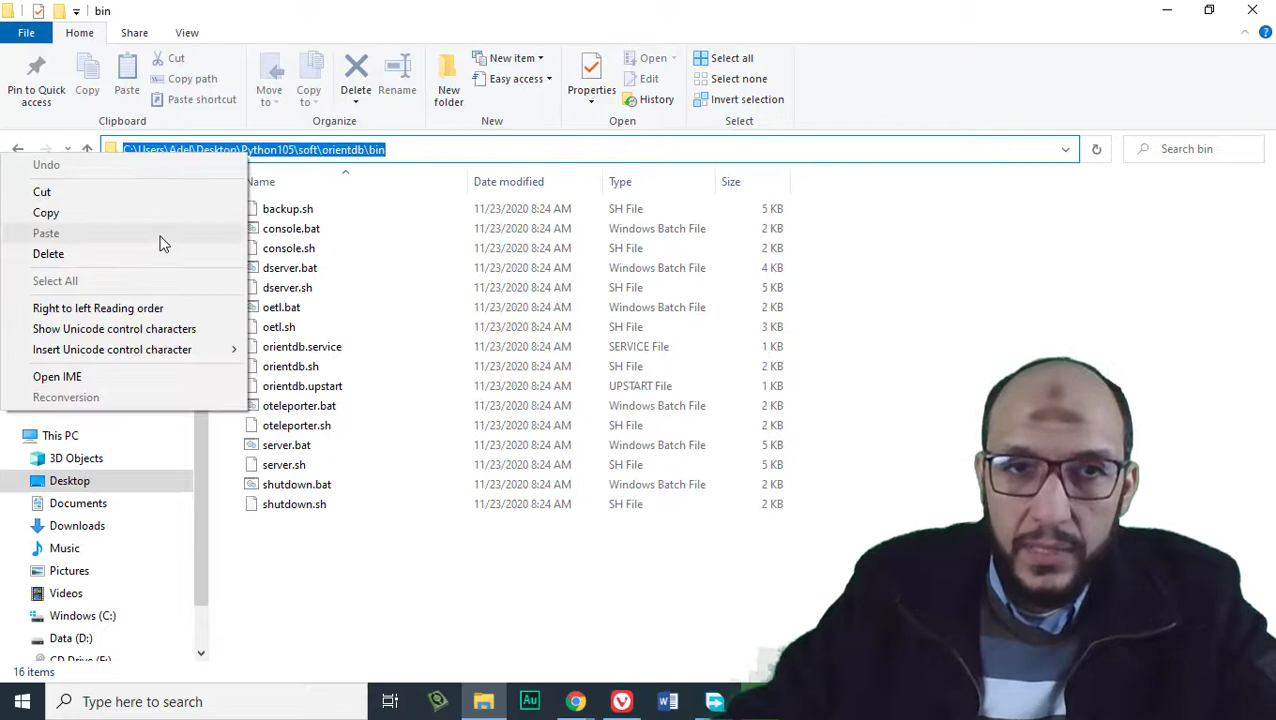 bin
File Home Share View
Pin to Quick access
Copy
Paste
Cut
Copy path
Paste shortcut
Clipboard
Move to
Copy to
Delete
Rename
Organize
New folder
New item
Easy access
New
Properties
Open
Edit
History
Open
Select all
Select none
Invert selection
Select
C:\Users\Adel\Desktop\Python105\soft\orientdb\bin
Search bin
Undo
Cut
Copy
Paste
Delete
Select All
Right to left Reading order
Show Unicode control characters
Insert Unicode control character
Open IME
Reconversion
This PC
3D Objects
Desktop
Documents
Downloads
Music
Pictures
Videos
Windows (C:)
Data (D:)
CD Drive (F:)
Name Date modified Type Size
backup.sh 11/23/2020 8:24 AM SH File 5 KB
console.bat 11/23/2020 8:24 AM Windows Batch File 2 KB
console.sh 11/23/2020 8:24 AM SH File 2 KB
dserver.bat 11/23/2020 8:24 AM Windows Batch File 4 KB
dserver.sh 11/23/2020 8:24 AM SH File 1 KB
oetl.bat 11/23/2020 8:24 AM Windows Batch File 2 KB
oetl.sh 11/23/2020 8:24 AM SH File 3 KB
orientdb.service 11/23/2020 8:24 AM SERVICE File 1 KB
orientdb.sh 11/23/2020 8:24 AM SH File 2 KB
orientdb.upstart 11/23/2020 8:24 AM UPSTART File 1 KB
oteleporter.bat 11/23/2020 8:24 AM Windows Batch File 2 KB
oteleporter.sh 11/23/2020 8:24 AM SH File 2 KB
server.bat 11/23/2020 8:24 AM Windows Batch File 5 KB
server.sh 11/23/2020 8:24 AM SH File 5 KB
shutdown.bat 11/23/2020 8:24 AM Windows Batch File 2 KB
shutdown.sh 11/23/2020 8:24 AM SH File 2 KB
16 items
Type here to search
Au